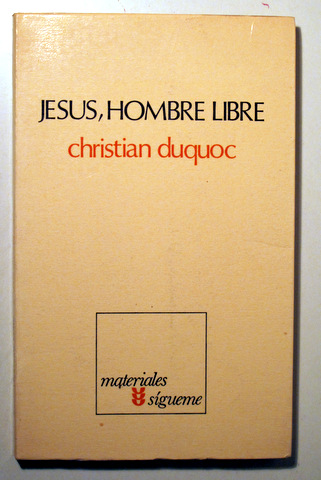 JESUS, HOMBRE LIBRE
christian duquoc
materiales
sígueme